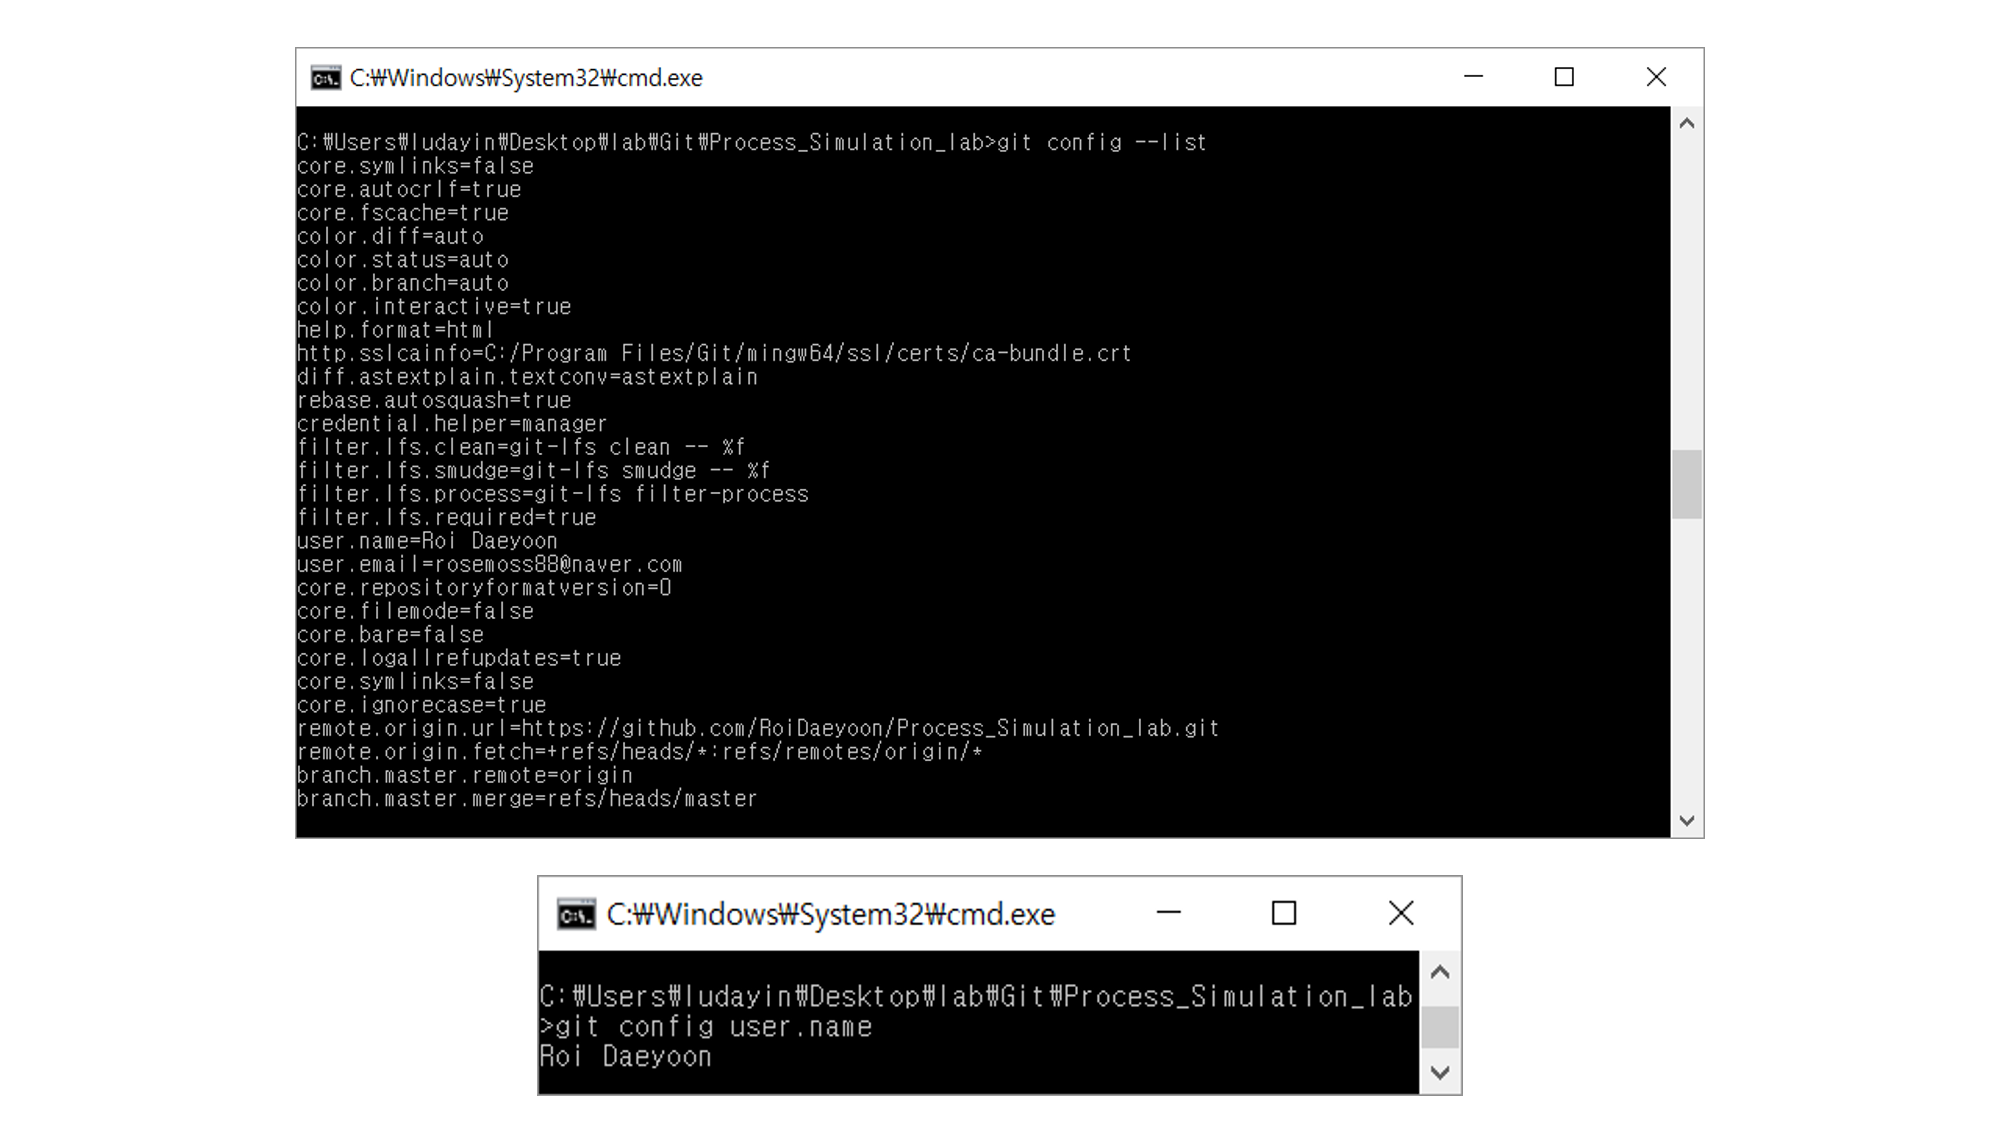 C:₩Windows₩System32₩cmd.exe
C:₩Users₩ludayin₩Desktop₩lab₩Git₩Process_Simulation_lab>git config --list
core.symlinks=false
core.autocrlf=true
core.fscache=true
color.diff=auto
color.status=auto
color.branch=auto
color.interactive=true
help.format=html
http.sslcainfo=C:/Program Files/Git/mingw64/ssl/certs/ca-bundle.crt
diff.astextplain.textconv=astextplain
rebase.autosquash=true
credential.helper=manager
filter.lfs.clean=git-lfs clean -- %f
filter.lfs.smudge=git-lfs smudge -- %f
filter.lfs.process=git-lfs filter-process
filter.lfs.required=true
user.name=Roi Daeyoon
user.email=rosemoss88@naver.com
core.repositoryformatversion=0
core.filemode=false
core.bare=false
core.logallrefupdates=true
core.symlinks=false
core.ignorecase=true
remote.origin.url=https://github.com/RoiDaeyoon/Process_Simulation_lab.git
remote.origin.fetch=+refs/heads/*:refs/remotes/origin/*
branch.master.remote=origin
branch.master.merge=refs/heads/master
C:₩Windows₩System32₩cmd.exe
C:₩Users₩ludayin₩Desktop₩lab₩Git₩Process_Simulation_lab
>git config user.name
Roi Daeyoon